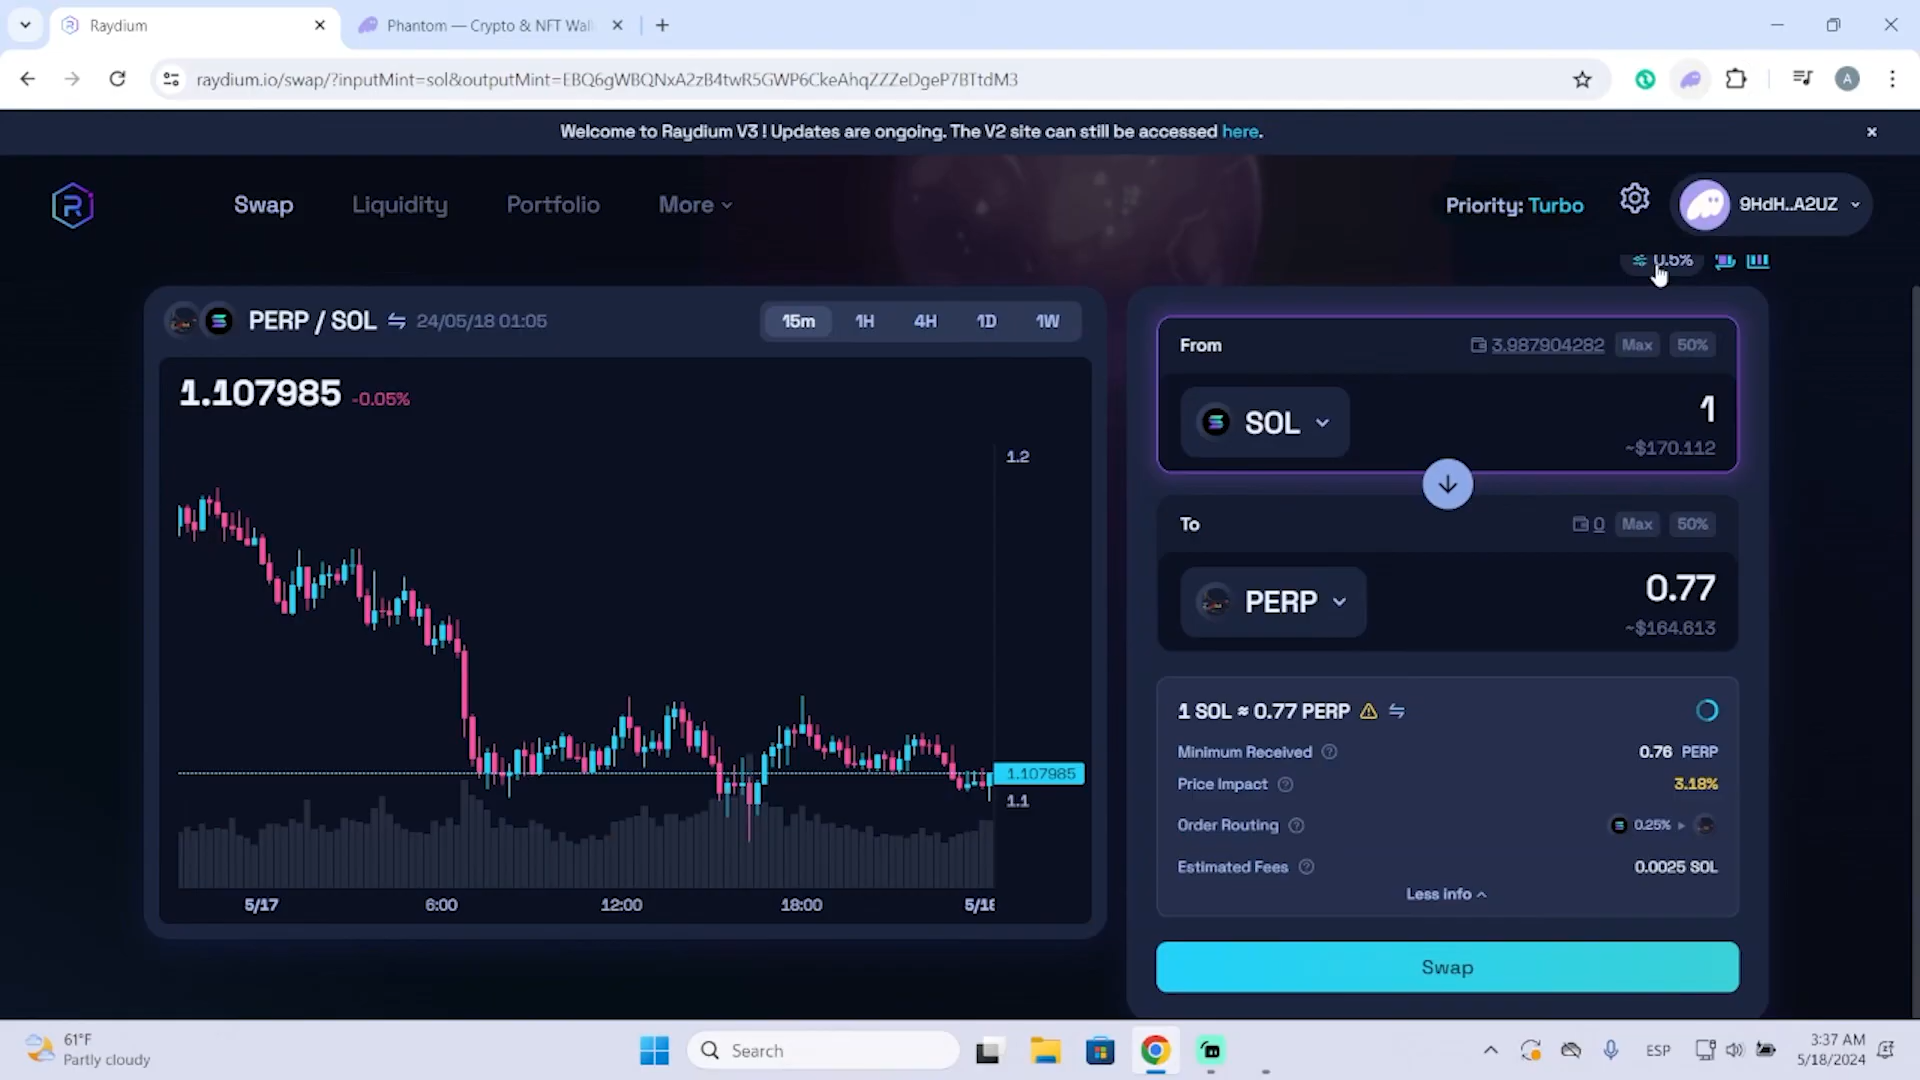 Raydium
Phantom — Crypto & NFT Wal
raydium.io/swap/?inputMint=sol&outputMint=EBQ6gWBQNxA2zB4twR5GWP6CkeAhqZZZeDgeP7BTtdM3
A
Welcome to Raydium V3 ! Updates are ongoing. The V2 site can still be accessed here.
R
Swap
Liquidity
Portfolio
More
Priority: Turbo
9HdH..A2UZ
0.5%
PERP / SOL
24/05/18 01:05
15m
1H
4H
1D
1W
1.107985
-0.05%
1.2
1.107985
1.1
5/17
6:00
12:00
18:00
5/18
From
3.987904282
Max
50%
SOL
1
~$170.112
To
0
Max
50%
PERP
0.77
~$164.613
1 SOL ≈ 0.77 PERP
Minimum Received
0.76 PERP
Price Impact
3.18%
Order Routing
0.25%
Estimated Fees
0.0025 SOL
Less info
Swap
61°F
Partly cloudy
Search
ESP
3:37 AM
5/18/2024